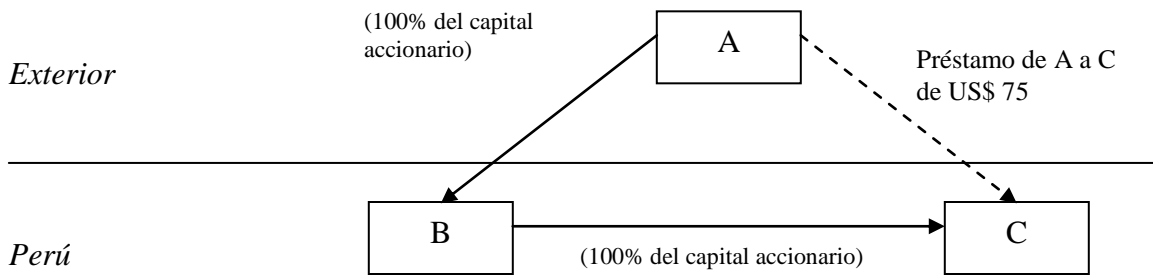 (100% del capital
accionario)
A
Exterior
Préstamo de A a C
de US$ 75
B
C
(100% del capital accionario)
Perú